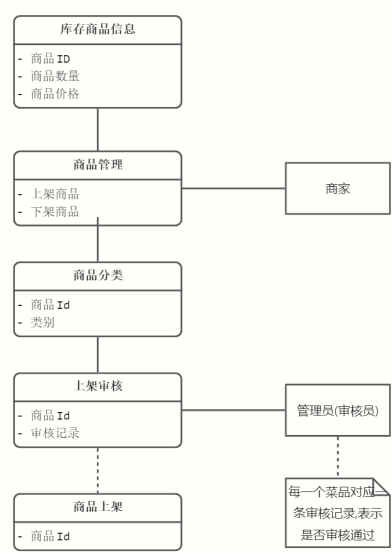 库存商品信息
- 商品ID
- 商品数量
- 商品价格
商品管理
- 上架商品
- 下架商品
商家
商品分类
- 商品Id
- 类别
上架审核
- 商品Id
- 审核记录
管理员(审核员)
每一个菜品对应一
条审核记录,表示
是否审核通过
商品上架
- 商品Id